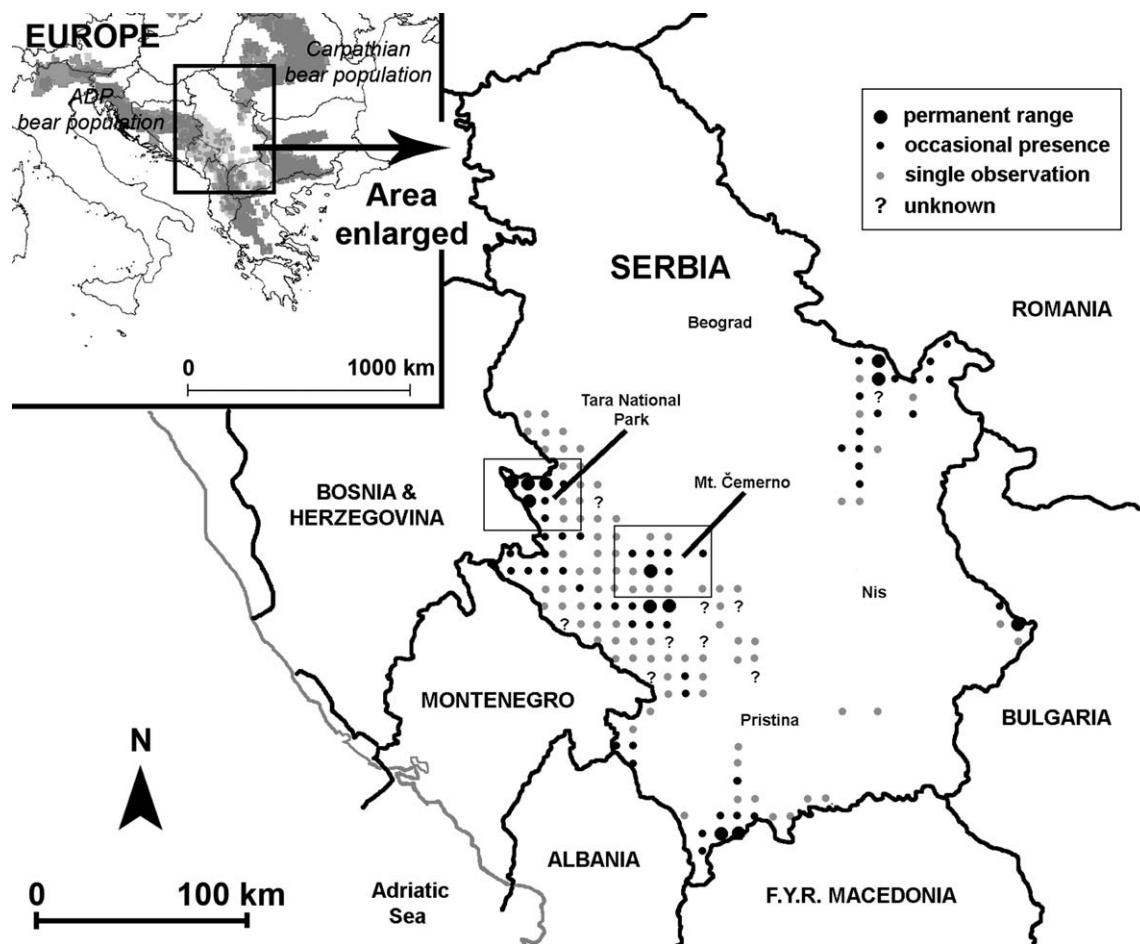 EUROPE
Carpathian
bear population
ADP
bear population
Area
enlarged
0 1000 km
permanent range
occasional presence
single observation
? unknown
SERBIA
Beograd
ROMANIA
Tara National
Park
?
BOSNIA &
HERZEGOVINA
Mt. Čemerno
?
Nis
? ?
?
? ?
? ?
MONTENEGRO
Pristina
BULGARIA
N
ALBANIA
F.Y.R. MACEDONIA
0 100 km
Adriatic
Sea